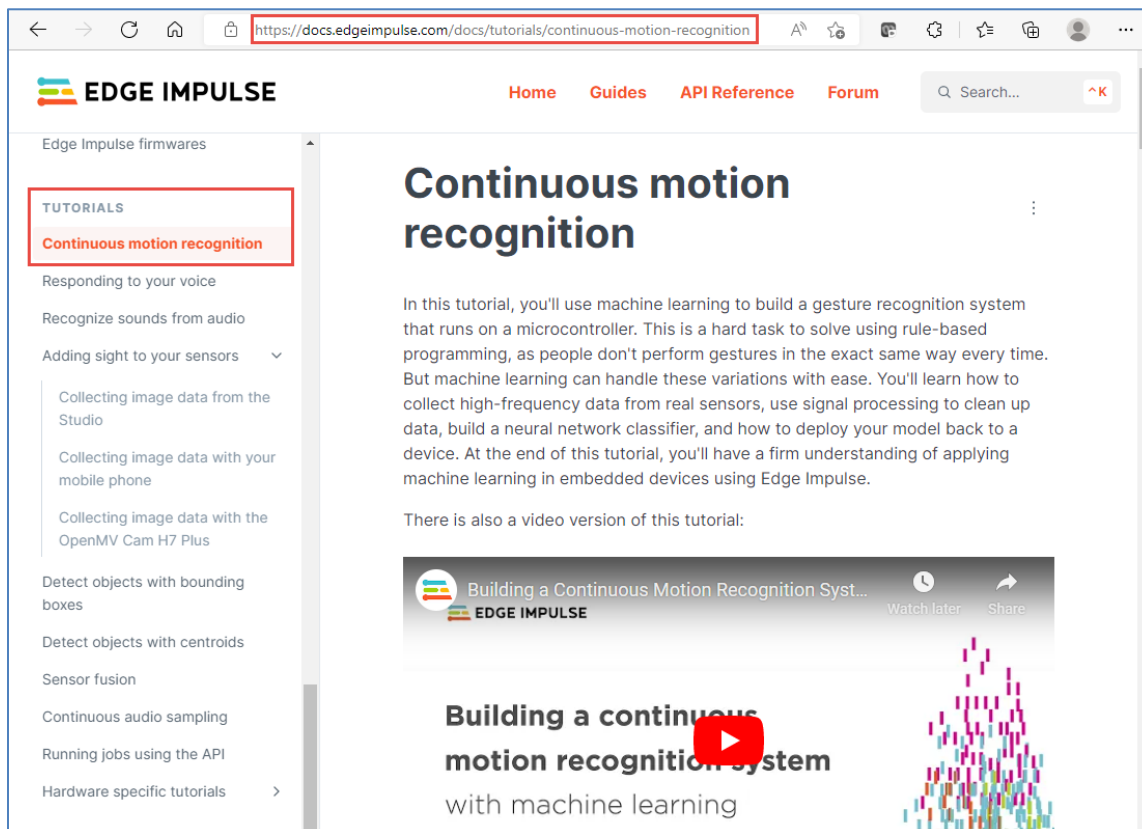 https://docs.edgeimpulse.com/docs/tutorials/continuous-motion-recognition
EDGE IMPULSE
Home
Guides
API Reference
Forum
Search...
^K
Edge Impulse firmwares
TUTORIALS
Continuous motion recognition
Responding to your voice
Recognize sounds from audio
Adding sight to your sensors
Collecting image data from the
Studio
Collecting image data with your
mobile phone
Collecting image data with the
OpenMV Cam H7 Plus
Detect objects with bounding
boxes
Detect objects with centroids
Sensor fusion
Continuous audio sampling
Running jobs using the API
Hardware specific tutorials
Continuous motion
recognition
In this tutorial, you'll use machine learning to build a gesture recognition system
that runs on a microcontroller. This is a hard task to solve using rule-based
programming, as people don't perform gestures in the exact same way every time.
But machine learning can handle these variations with ease. You'll learn how to
collect high-frequency data from real sensors, use signal processing to clean up
data, build a neural network classifier, and how to deploy your model back to a
device. At the end of this tutorial, you'll have a firm understanding of applying
machine learning in embedded devices using Edge Impulse.
There is also a video version of this tutorial:
Building a Continuous Motion Recognition Syst...
Watch later
Share
EDGE IMPULSE
Building a continuous
motion recognition system
with machine learning